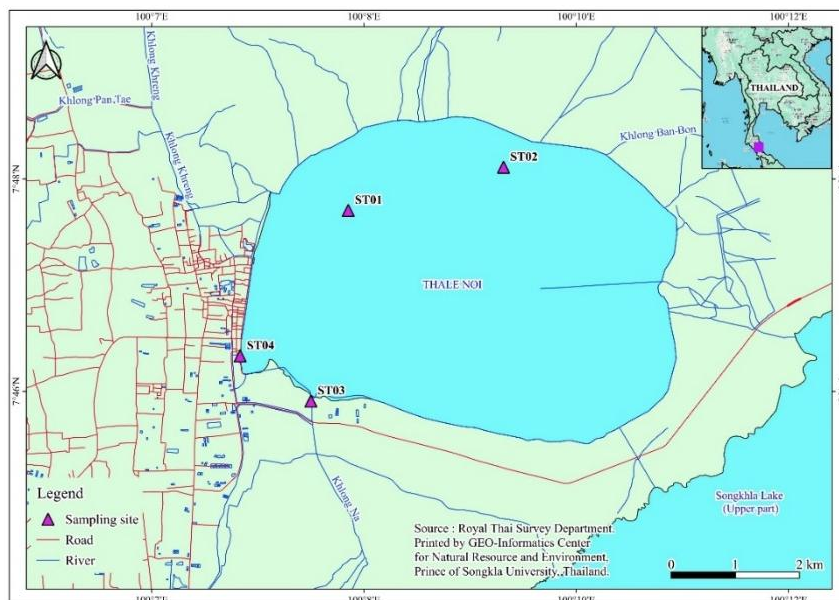 100°7'E
100°8'E
100°10'E
100°12'E
Khlong Khreng
Khlong Pan Tae
Khlong Khreng
Khlong Ban-Bon
THAILAND
7°48'N
ST02
ST01
THALE NOI
ST04
7°46'N
ST03
Khlong Na
Songkhla Lake
(Upper part)
Legend
Sampling site
Road
River
Source : Royal Thai Survey Department.
Printed by GEO-Informatics Center
for Natural Resource and Environment,
Prince of Songkla University, Thailand.
0 1 2 km
100°7'E
100°8'E
100°10'E
100°12'E